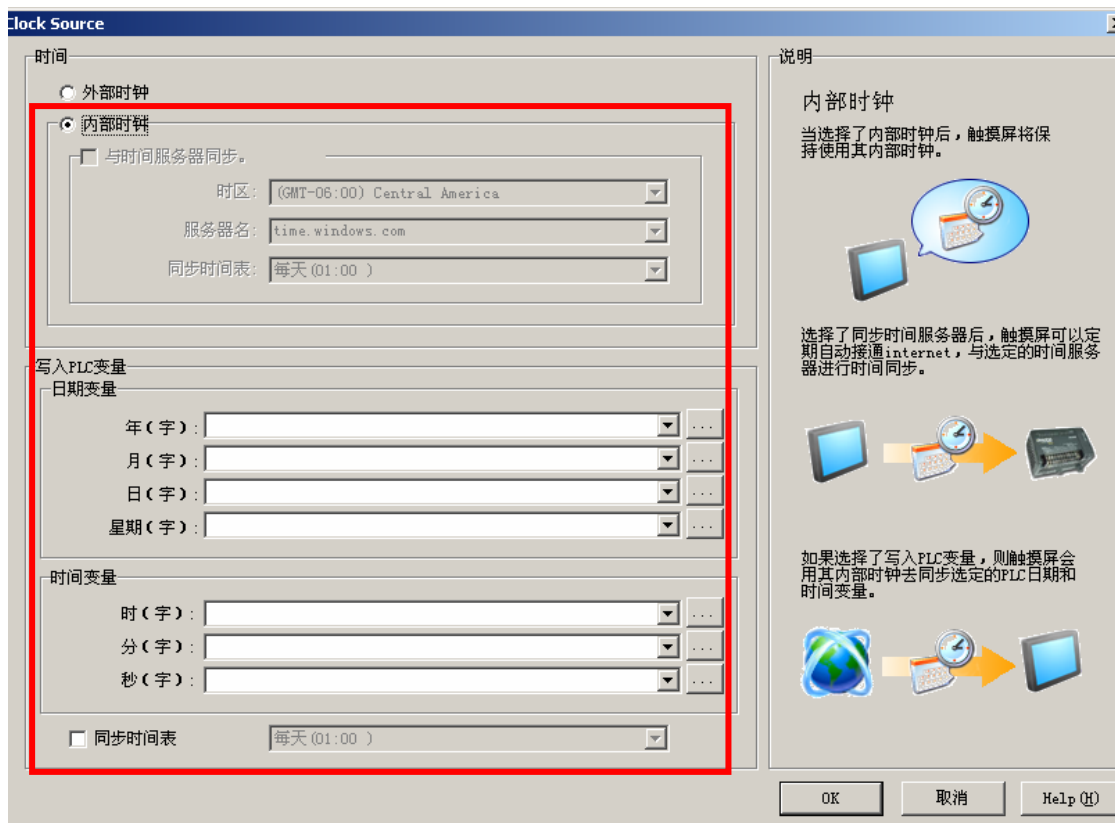 Clock Source
时间
外部时钟
内部时钟
与时间服务器同步。
时区:
(GMT-06:00) Central America
服务器名:
time.windows.com
同步时间表:
每天(01:00 )
写入PLC变量
日期变量
年(字):
...
月(字):
...
日(字):
...
星期(字):
...
时间变量
时(字):
...
分(字):
...
秒(字):
...
同步时间表
每天(01:00 )
说明
内部时钟
当选择了内部时钟后，触摸屏将保
持使用其内部时钟。
选择了同步时间服务器后，触摸屏可以定
期自动接通internet，与选定的时间服务
器进行时间同步。
如果选择了写入PLC变量，则触摸屏会
用其内部时钟去同步选定的PLC日期和
时间变量。
OK
取消
Help(H)